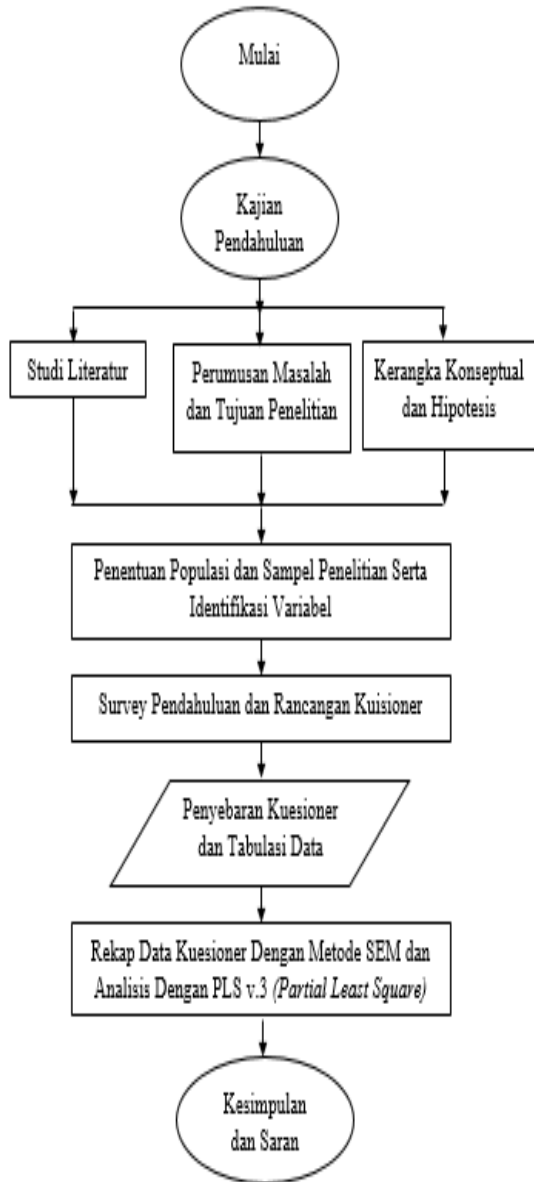 Mulai
Kajian
Pendahuluan
Studi Literatur
Perumusan Masalah
dan Tujuan Penelitian
Kerangka Konseptual
dan Hipotesis
Penentuan Populasi dan Sampel Penelitian Serta
Identifikasi Variabel
Survey Pendahuluan dan Rancangan Kuisioner
Penyebaran Kuesioner
dan Tabulasi Data
Rekap Data Kuesioner Dengan Metode SEM dan
Analisis Dengan PLS v.3 (Partial Least Square)
Kesimpulan
dan Saran